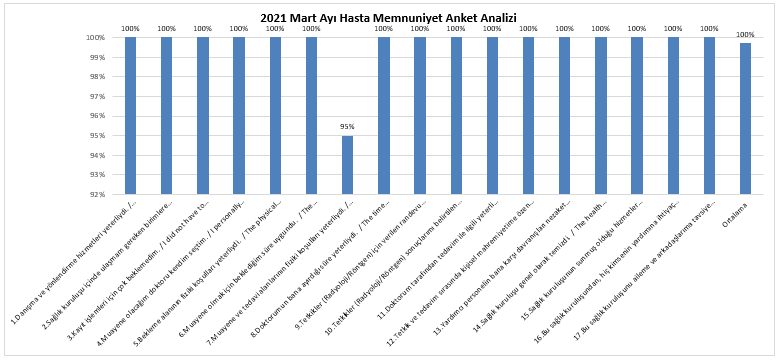 2021 Mart Ayı Hasta Memnuniyet Anket Analizi
100% 100% 100% 100% 100% 100% 95% 100% 100% 100% 100% 100% 100% 100% 100% 100% 100% 100%
100%
99%
98%
97%
96%
95%
94%
93%
92%
1.Danışma ve yönlendirme hizmetleri yeterliydi. /...
2.Sağlık kuruluşu içinde ulaşmam gereken birimlere...
3.Kayıt işlemleri için çok beklemedim. / I did not have to...
4.Muayene olacağım doktoru kendim seçtim. / I personally...
5.Bekleme alanının fiziki koşulları yeterliydi. / The physical...
6.Muayene olmak için beklediğim süre uygundu. / The...
7.Muayene ve tedavi alanlarının fiziki koşulları yeterliydi. /...
8.Doktorumun bana ayırdığı süre yeterliydi. / The time...
9.Tetkikler (Radyoloji/Röntgen) için verilen randevu...
10.Tetkikler (Radyoloji/Röntgen) sonuçlarımı belirtilen...
11.Doktorum tarafından tedavim ile ilgili yeterli...
12.Tetkik ve tedavim sırasında kişisel mahremiyetime özen...
13.Yardımcı personelin bana karşı davranışları nezaket...
14.Sağlık kuruluşu genel olarak temizdi. / The health...
15.Sağlık kuruluşunun sunmuş olduğu hizmetler...
16.Bu sağlık kuruluşundan, hiç kimsenin yardımına ihtiyaç...
17.Bu sağlık kuruluşunu aileme ve arkadaşlarıma tavsiye...
Ortalama